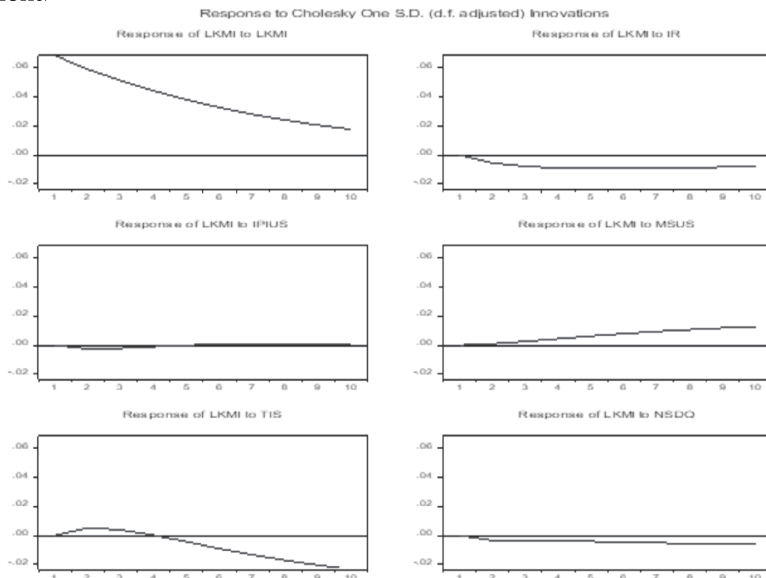 Response to Cholesky One S.D. (d.f. adjusted) Innovations
Response of LKMI to LKMI
.06
.04
.02
.00
-.02
1 2 3 4 5 6 7 8 9 10
Response of LKMI to IR
.06
.04
.02
.00
-.02
1 2 3 4 5 6 7 8 9 10
Response of LKMI to IPIUS
.06
.04
.02
.00
-.02
1 2 3 4 5 6 7 8 9 10
Response of LKMI to MSUS
.06
.04
.02
.00
-.02
1 2 3 4 5 6 7 8 9 10
Response of LKMI to TIS
.06
.04
.02
.00
-.02
1 2 3 4 5 6 7 8 9 10
Response of LKMI to NSDQ
.06
.04
.02
.00
-.02
1 2 3 4 5 6 7 8 9 10